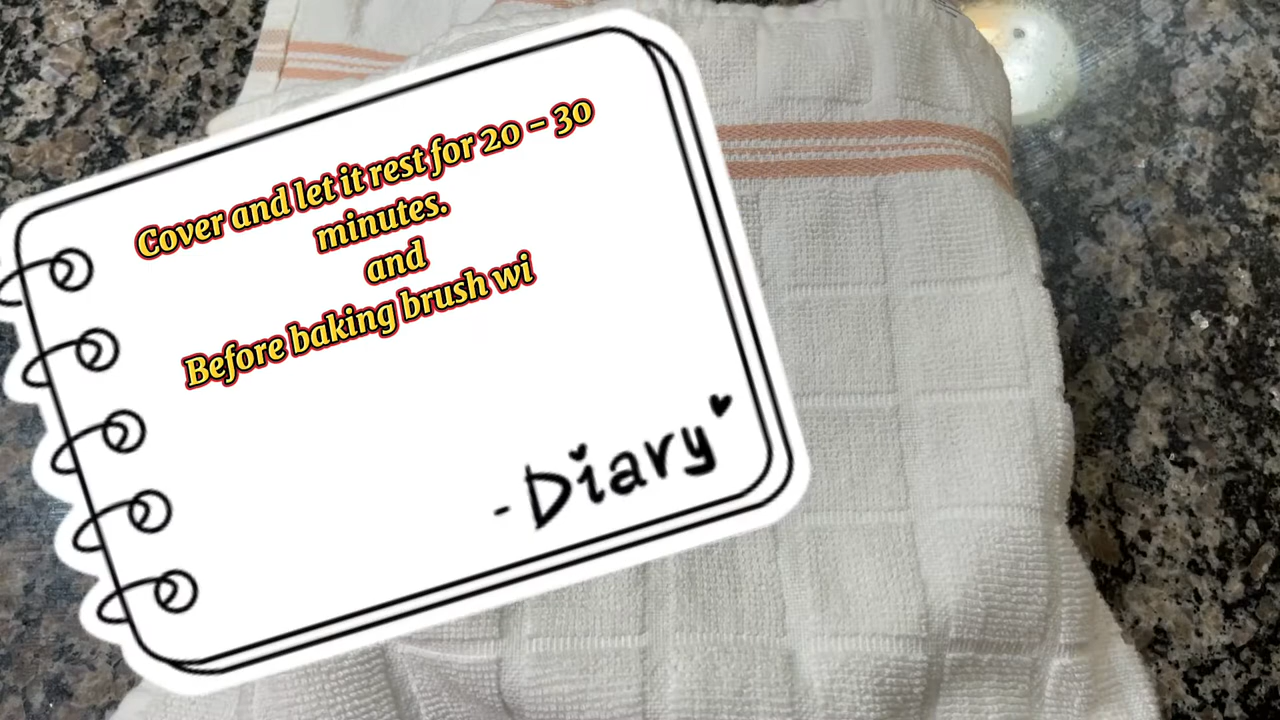 Cover and let it rest for 20 - 30
minutes.
and
Before baking brush wi
- Diary